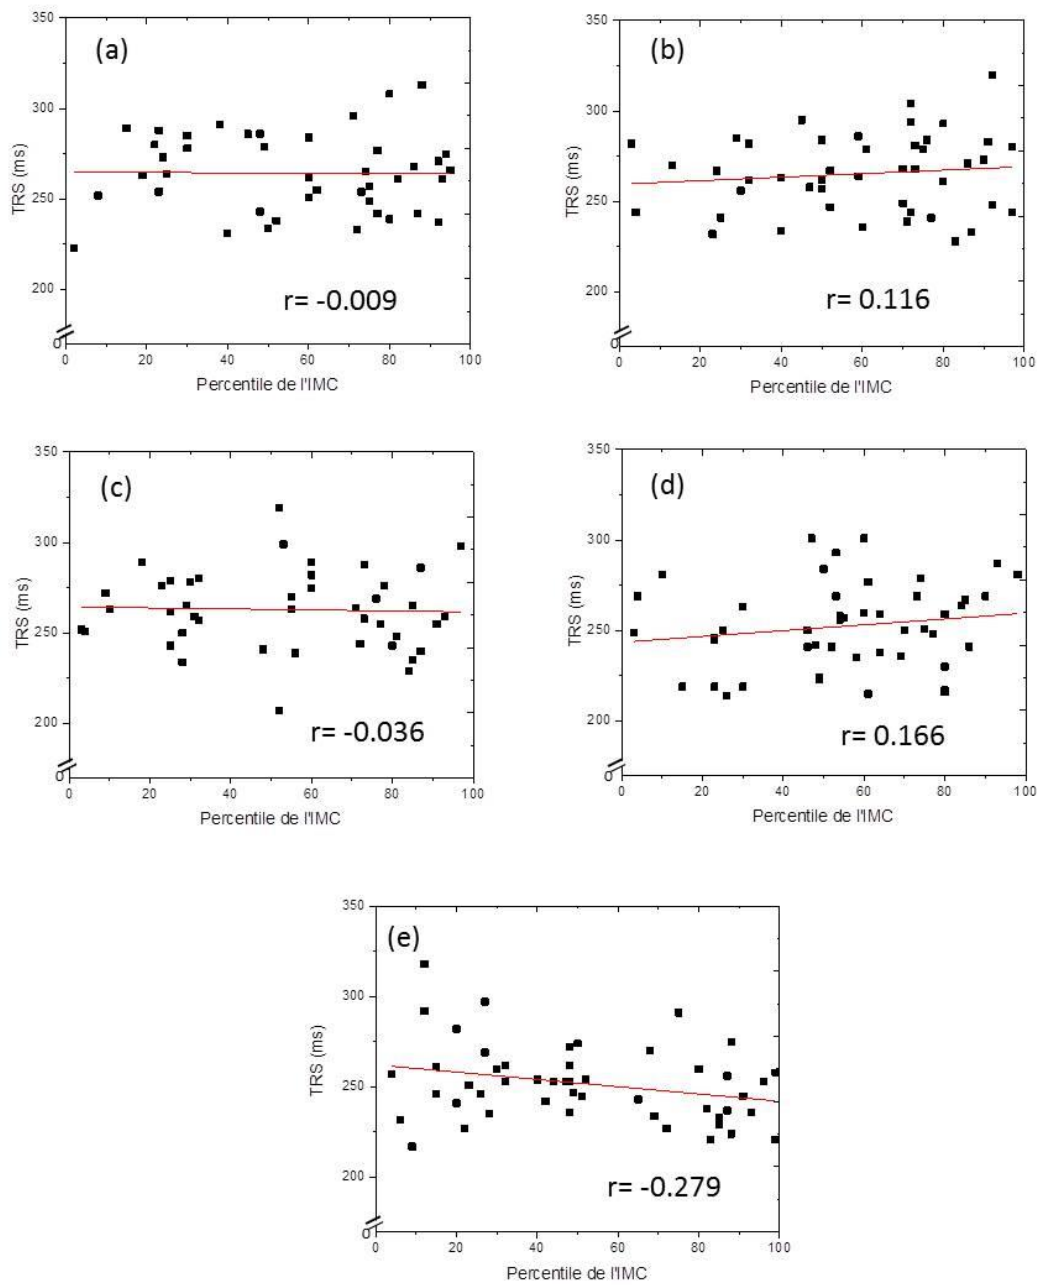 350
(a)
300
TRS (ms)
250
200
r= -0.009
0
0 20 40 60 80 100
Percentile de l'IMC
350
(b)
300
TRS (ms)
250
200
r= 0.116
0
0 20 40 60 80 100
Percentile de l'IMC
350
(c)
300
TRS (ms)
250
200
r= -0.036
0
0 20 40 60 80 100
Percentile de l'IMC
350
(d)
300
TRS (ms)
250
200
r= 0.166
0
0 20 40 60 80 100
Percentile de l'IMC
350
(e)
300
TRS (ms)
250
200
r= -0.279
0
0 20 40 60 80 100
Percentile de l'IMC